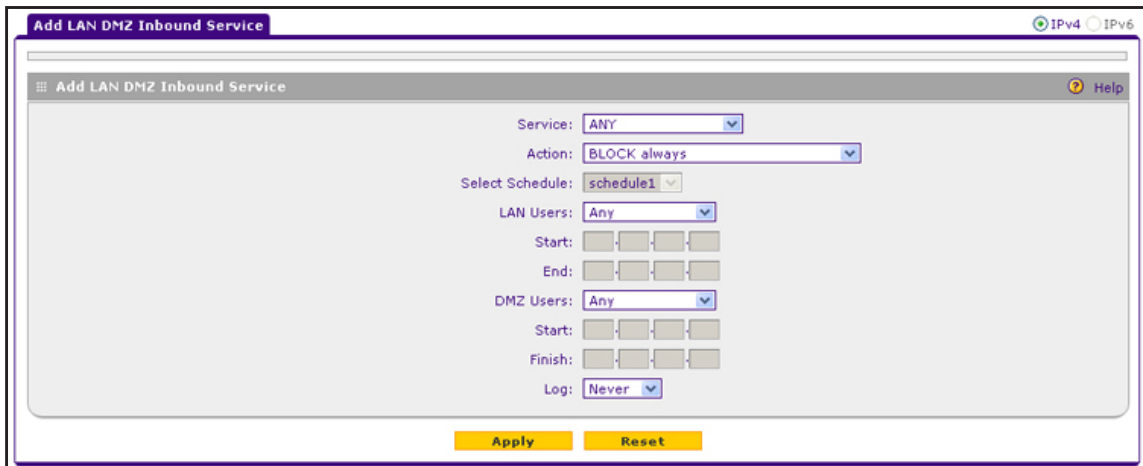 Add LAN DMZ Inbound Service
IPv4 IPv6
Add LAN DMZ Inbound Service
Help
Service: ANY
Action: BLOCK always
Select Schedule: schedule1
LAN Users: Any
Start: . . .
End: . . .
DMZ Users: Any
Start: . . .
Finish: . . .
Log: Never
Apply Reset